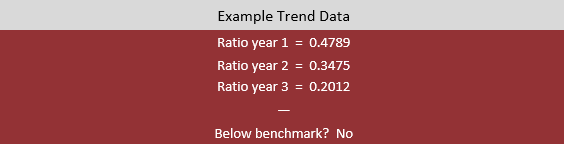 Example Trend Data
Ratio year 1 = 0.4789
Ratio year 2 = 0.3475
Ratio year 3 = 0.2012
—
Below benchmark? No